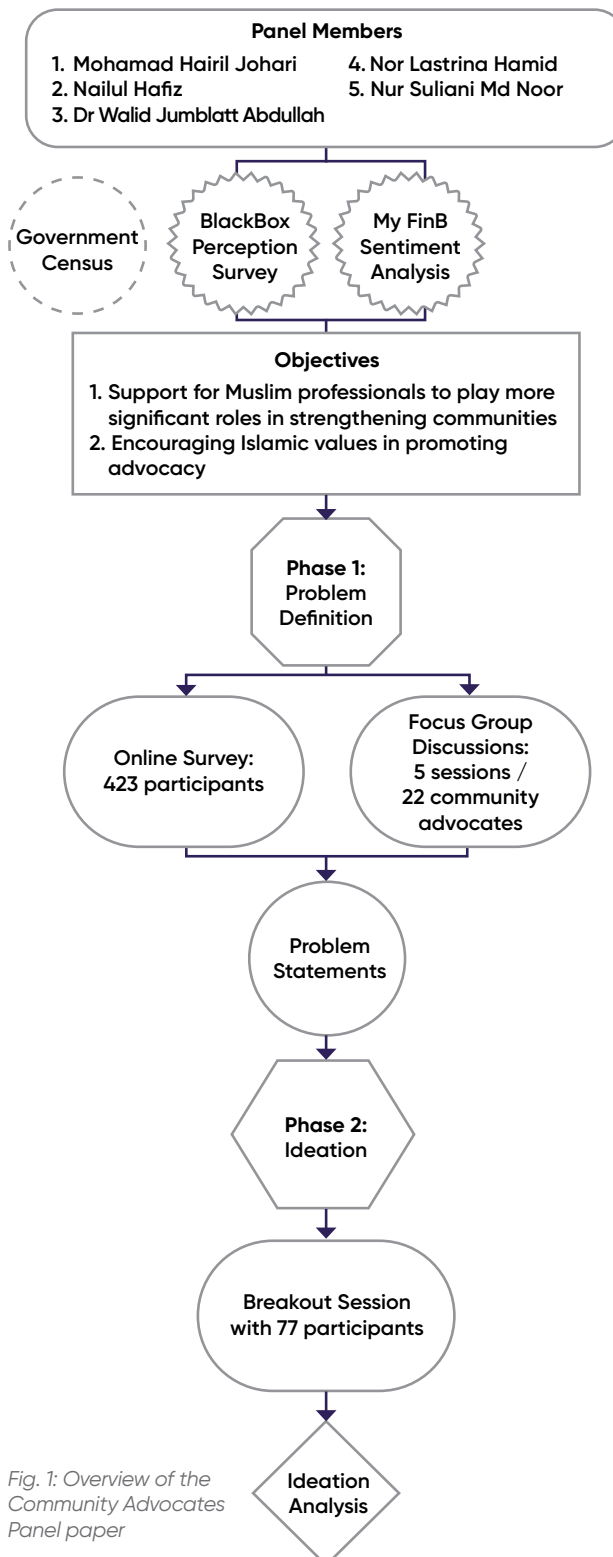 Panel Members
1. Mohamad Hairil Johari
2. Nailul Hafiz
3. Dr Walid Jumblatt Abdullah
4. Nor Lastrina Hamid
5. Nur Suliani Md Noor
Government
Census
BlackBox
Perception
Survey
My FinB
Sentiment
Analysis
Objectives
1. Support for Muslim professionals to play more
significant roles in strengthening communities
2. Encouraging Islamic values in promoting
advocacy
Phase 1:
Problem
Definition
Online Survey:
423 participants
Focus Group
Discussions:
5 sessions /
22 community
advocates
Problem
Statements
Phase 2:
Ideation
Breakout Session
with 77 participants
Ideation
Analysis
Fig. 1: Overview of the
Community Advocates
Panel paper